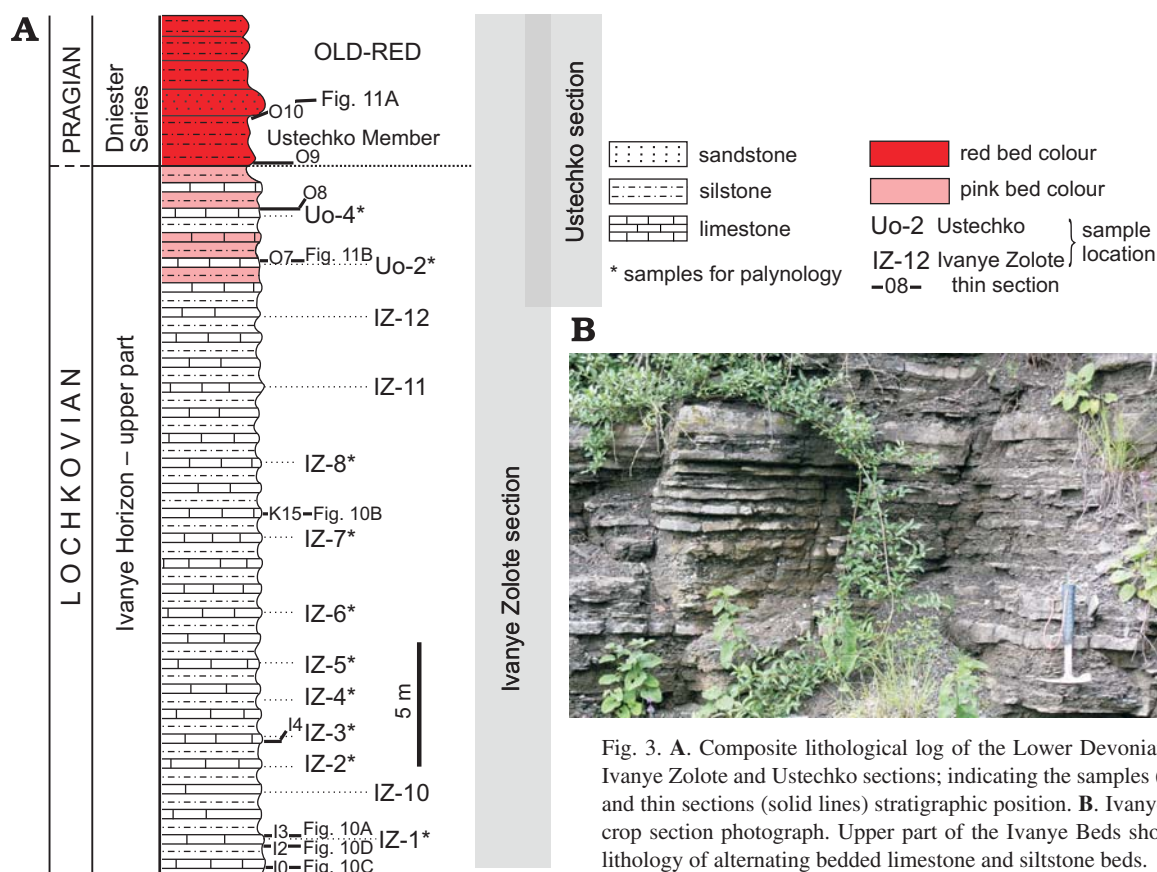 A
PRAGIAN
Dniester
Series
LOCHKOVIAN
Ivanye Horizon – upper part
OLD-RED
Fig. 11A
O10
Ustechko Member
O9
O8
Uo-4*
O7 Fig. 11B
Uo-2*
IZ-12
IZ-11
IZ-8*
K15 Fig. 10B
IZ-7*
IZ-6*
IZ-5*
IZ-4*
I4 IZ-3*
IZ-2*
IZ-10
I3 Fig. 10A
IZ-1*
I2 Fig. 10D
I0 Fig. 10C
5 m
Ustechko section
Ivanye Zolote section
sandstone
silstone
limestone
* samples for palynology
red bed colour
pink bed colour
Uo-2 Ustechko
IZ-12 Ivanye Zolote
sample
location
–08– thin section
B
Fig. 3. A. Composite lithological log of the Lower Devonia
Ivanye Zolote and Ustechko sections; indicating the samples (
and thin sections (solid lines) stratigraphic position. B. Ivany
crop section photograph. Upper part of the Ivanye Beds sho
lithology of alternating bedded limestone and siltstone beds.